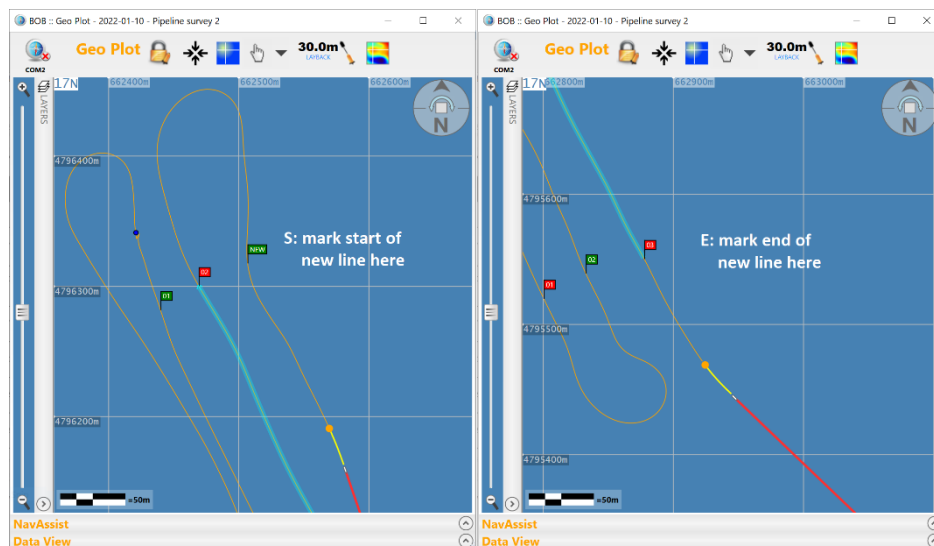 BOB :: Geo Plot - 2022-01-10 - Pipeline survey 2
COM2
Geo Plot
30.0m
LAYBACK
17N
662400m
662500m
662600m
LAYERS
N
4796400m
S: mark start of
new line here
NEW
02
01
4796300m
4796200m
=50m
NavAssist
Data View
BOB :: Geo Plot - 2022-01-10 - Pipeline survey 2
COM2
Geo Plot
30.0m
LAYBACK
17N
662800m
662900m
663000m
LAYERS
N
4795600m
E: mark end of
new line here
03
02
01
4795500m
4795400m
=50m
NavAssist
Data View